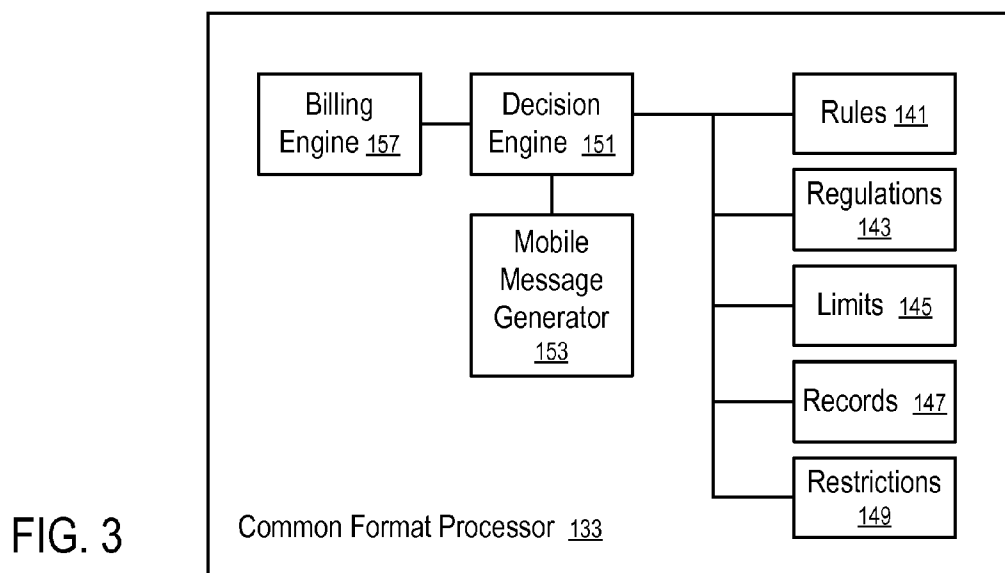 Billing
Engine 157
Decision
Engine 151
Mobile
Message
Generator
153
Rules 141
Regulations
143
Limits 145
Records 147
Restrictions
149
Common Format Processor 133
FIG. 3